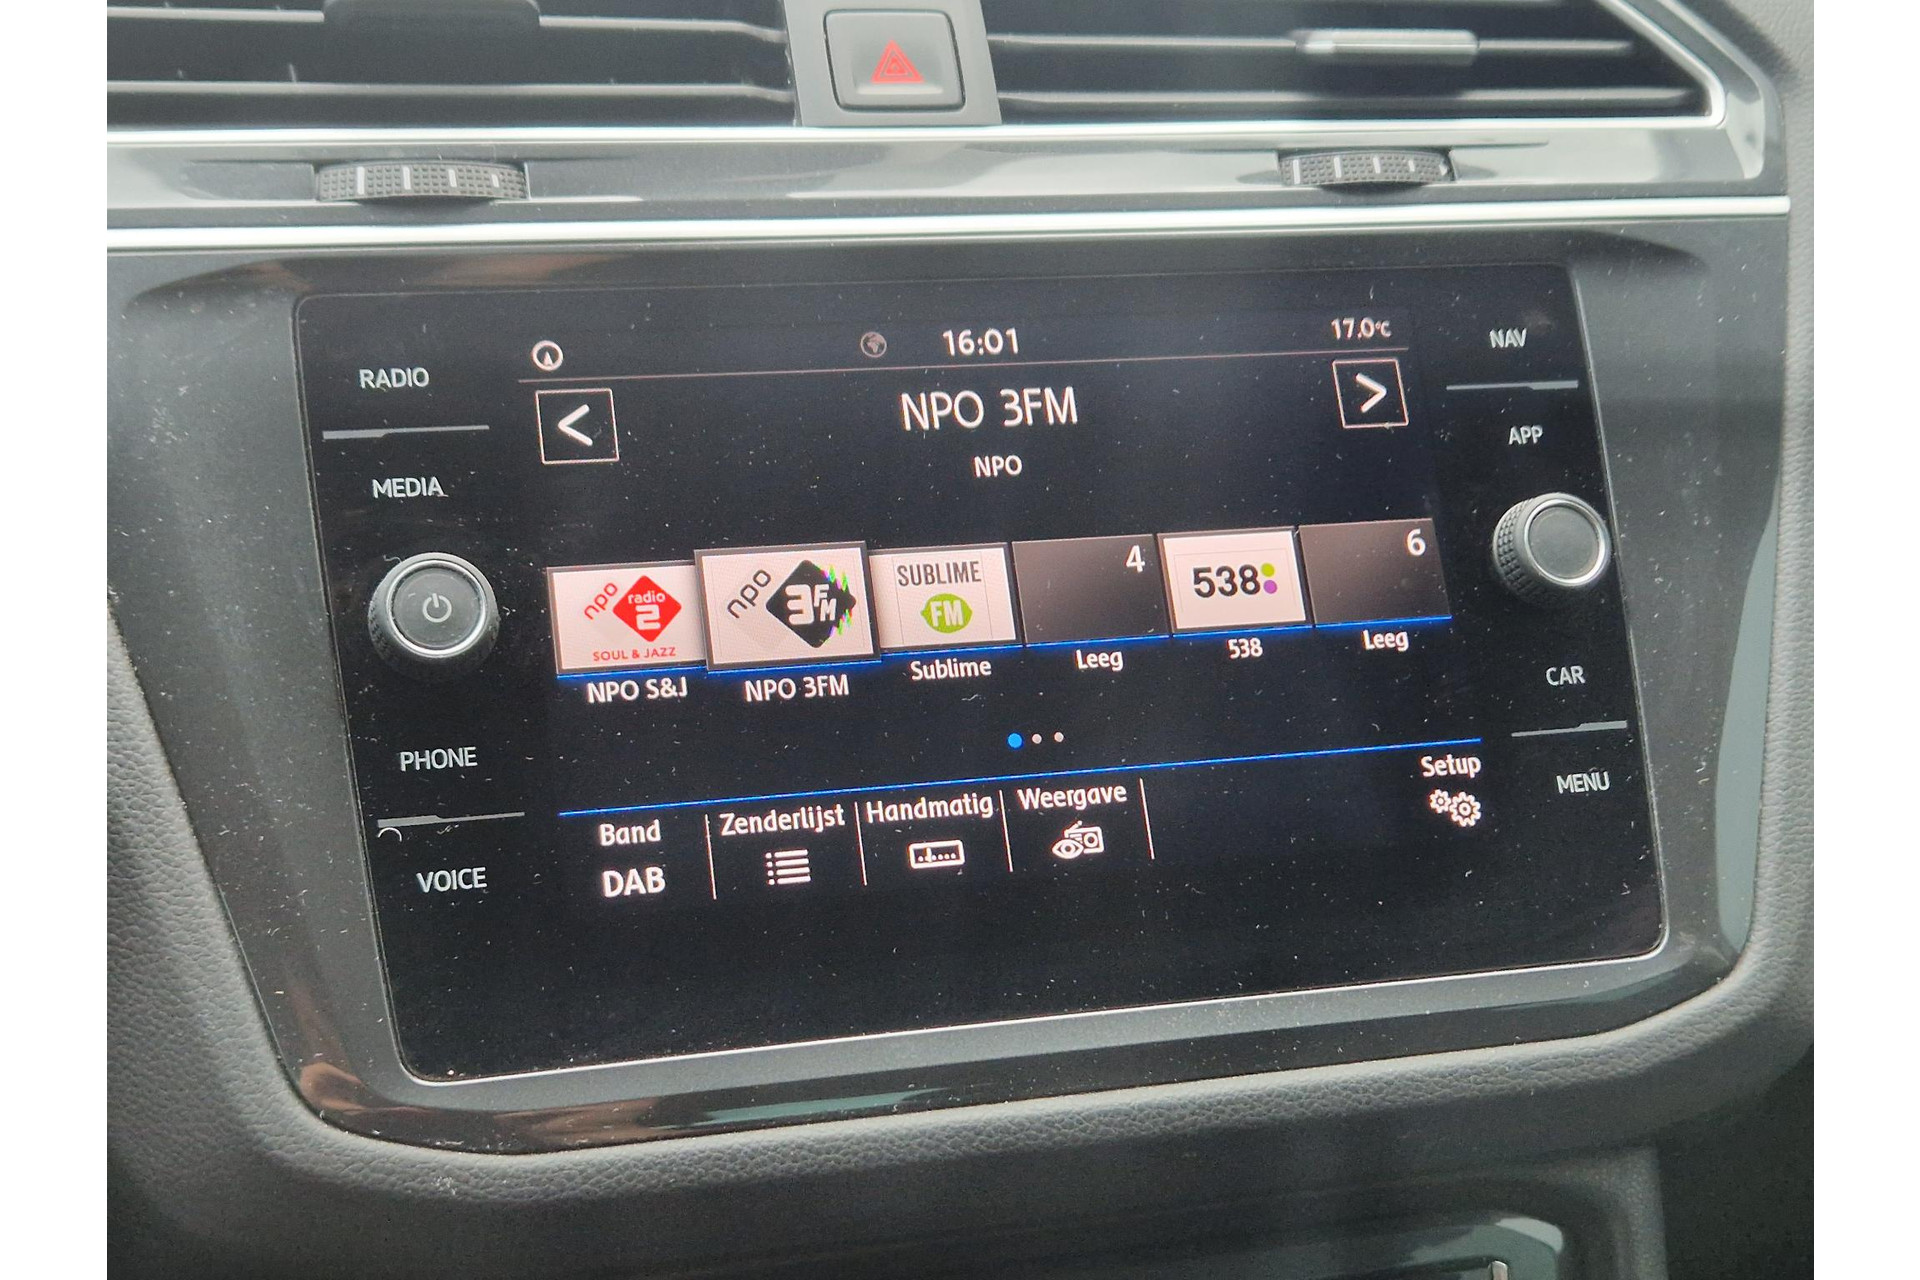 RADIO
MEDIA
PHONE
VOICE
16:01
17.0°C
NPO 3FM
NPO
npo radio 2
SOUL & JAZZ
npo 3FM
SUBLIME
FM
4
538
6
NPO S&J
NPO 3FM
Sublime
Leeg
538
Leeg
Band
DAB
Zenderlijst
Handmatig
Weergave
Setup
NAV
APP
CAR
MENU